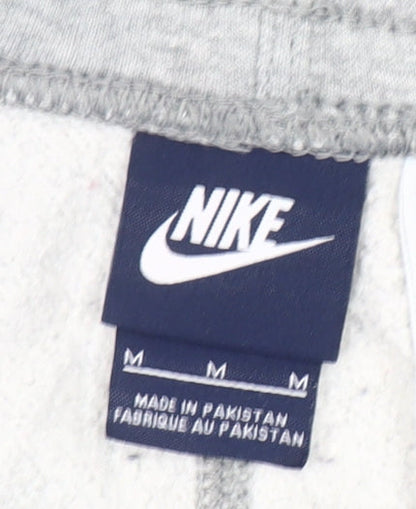 NIKE
M M M
MADE IN PAKISTAN
FABRIQUE AU PAKISTAN